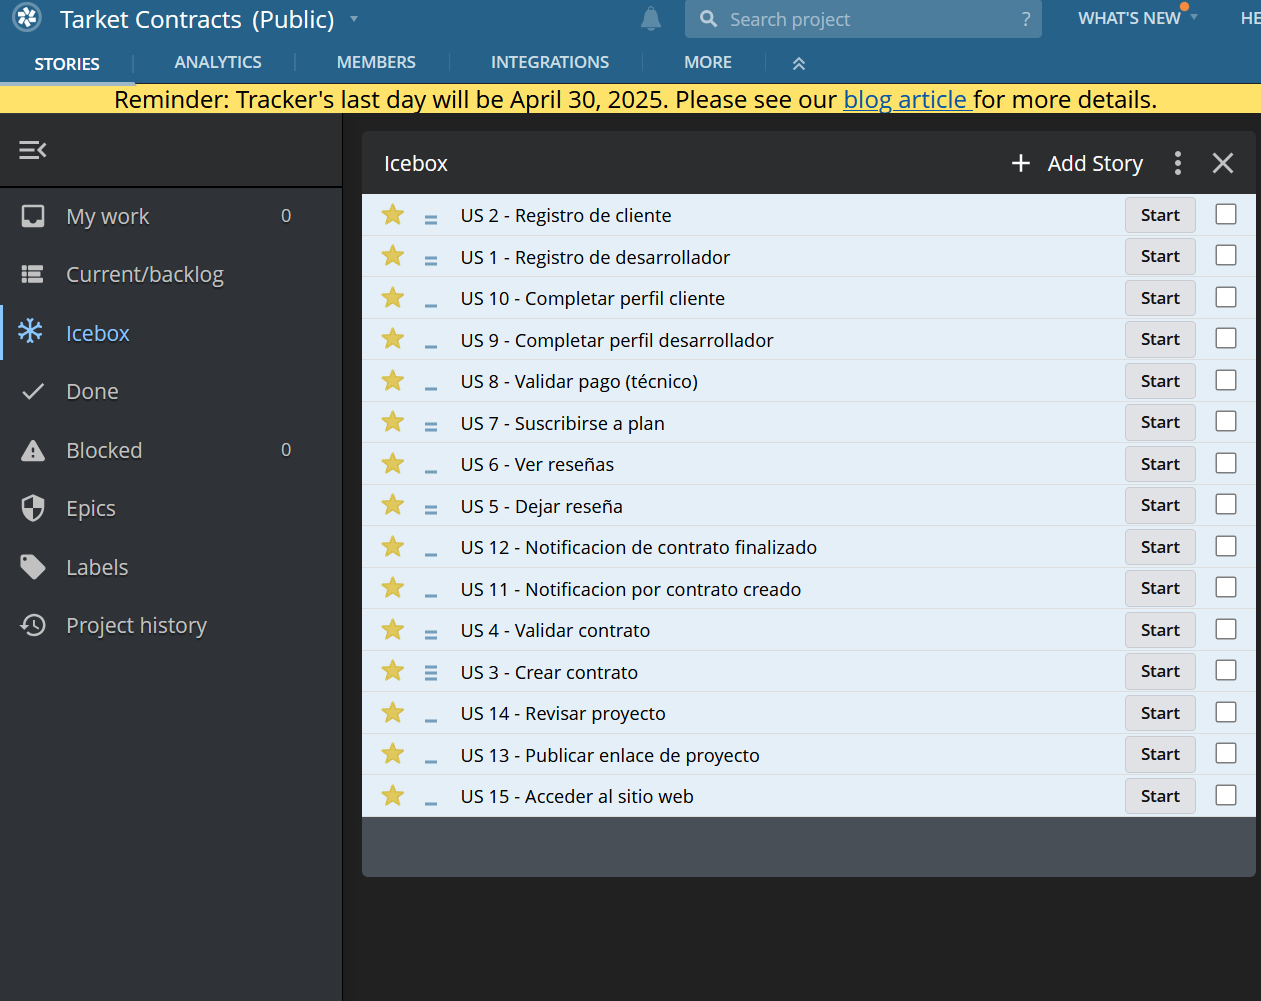 Tarket Contracts (Public)
Search project
?
WHAT'S NEW
HE
STORIES
ANALYTICS
MEMBERS
INTEGRATIONS
MORE
Reminder: Tracker's last day will be April 30, 2025. Please see our blog article for more details.
My work 0
Current/backlog
Icebox
Done
Blocked 0
Epics
Labels
Project history
Icebox
+ Add Story
US 2 - Registro de cliente Start
US 1 - Registro de desarrollador Start
US 10 - Completar perfil cliente Start
US 9 - Completar perfil desarrollador Start
US 8 - Validar pago (técnico) Start
US 7 - Suscribirse a plan Start
US 6 - Ver reseñas Start
US 5 - Dejar reseña Start
US 12 - Notificacion de contrato finalizado Start
US 11 - Notificacion por contrato creado Start
US 4 - Validar contrato Start
US 3 - Crear contrato Start
US 14 - Revisar proyecto Start
US 13 - Publicar enlace de proyecto Start
US 15 - Acceder al sitio web Start